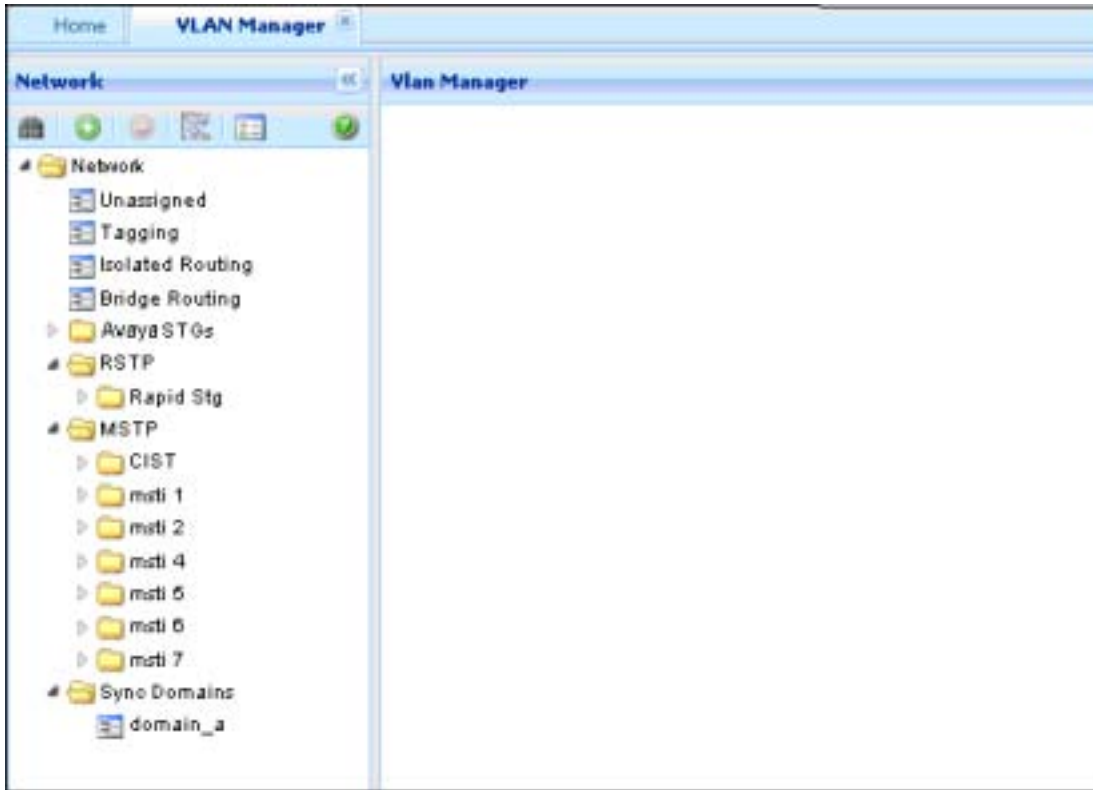 Home VLAN Manager
Network
Vlan Manager
Network
Unassigned
Tagging
Isolated Routing
Bridge Routing
Avaya STGs
RSTP
Rapid Stg
MSTP
CIST
msti 1
msti 2
msti 4
msti 5
msti 6
msti 7
Sync Domains
domain_a